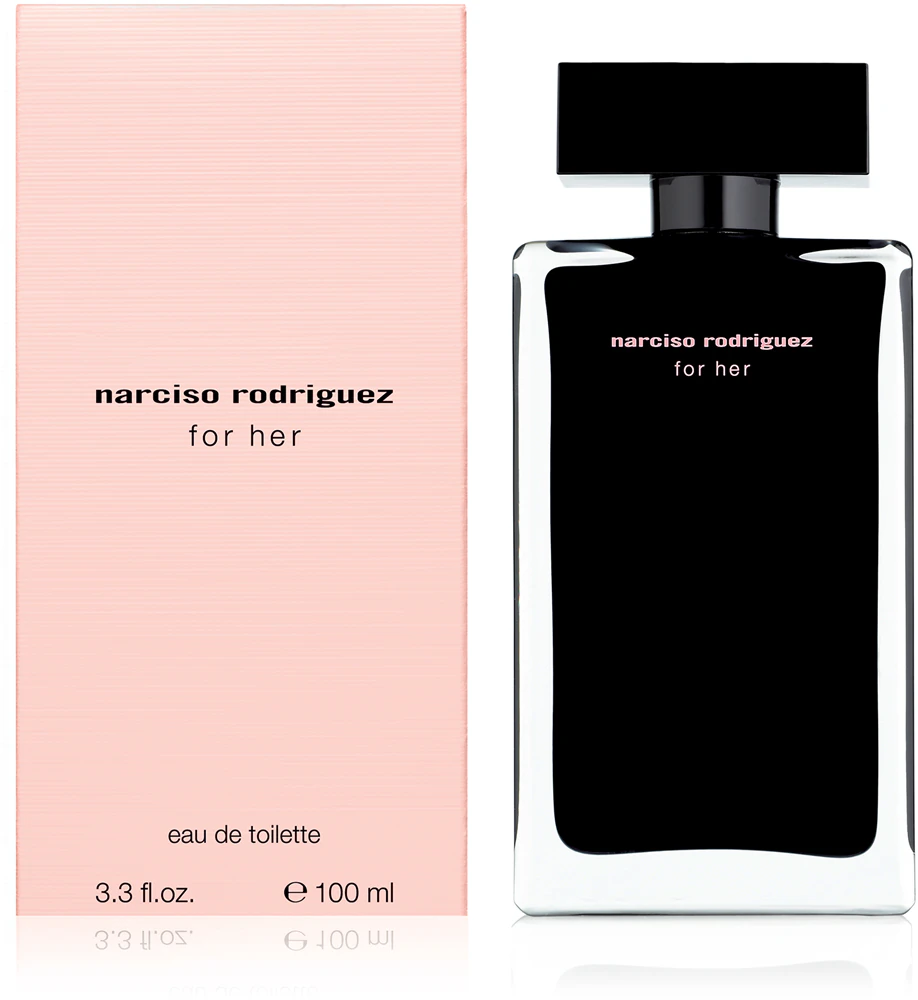 narciso rodriguez
for her
eau de toilette
3.3 fl.oz. ℮ 100 ml
narciso rodriguez
for her